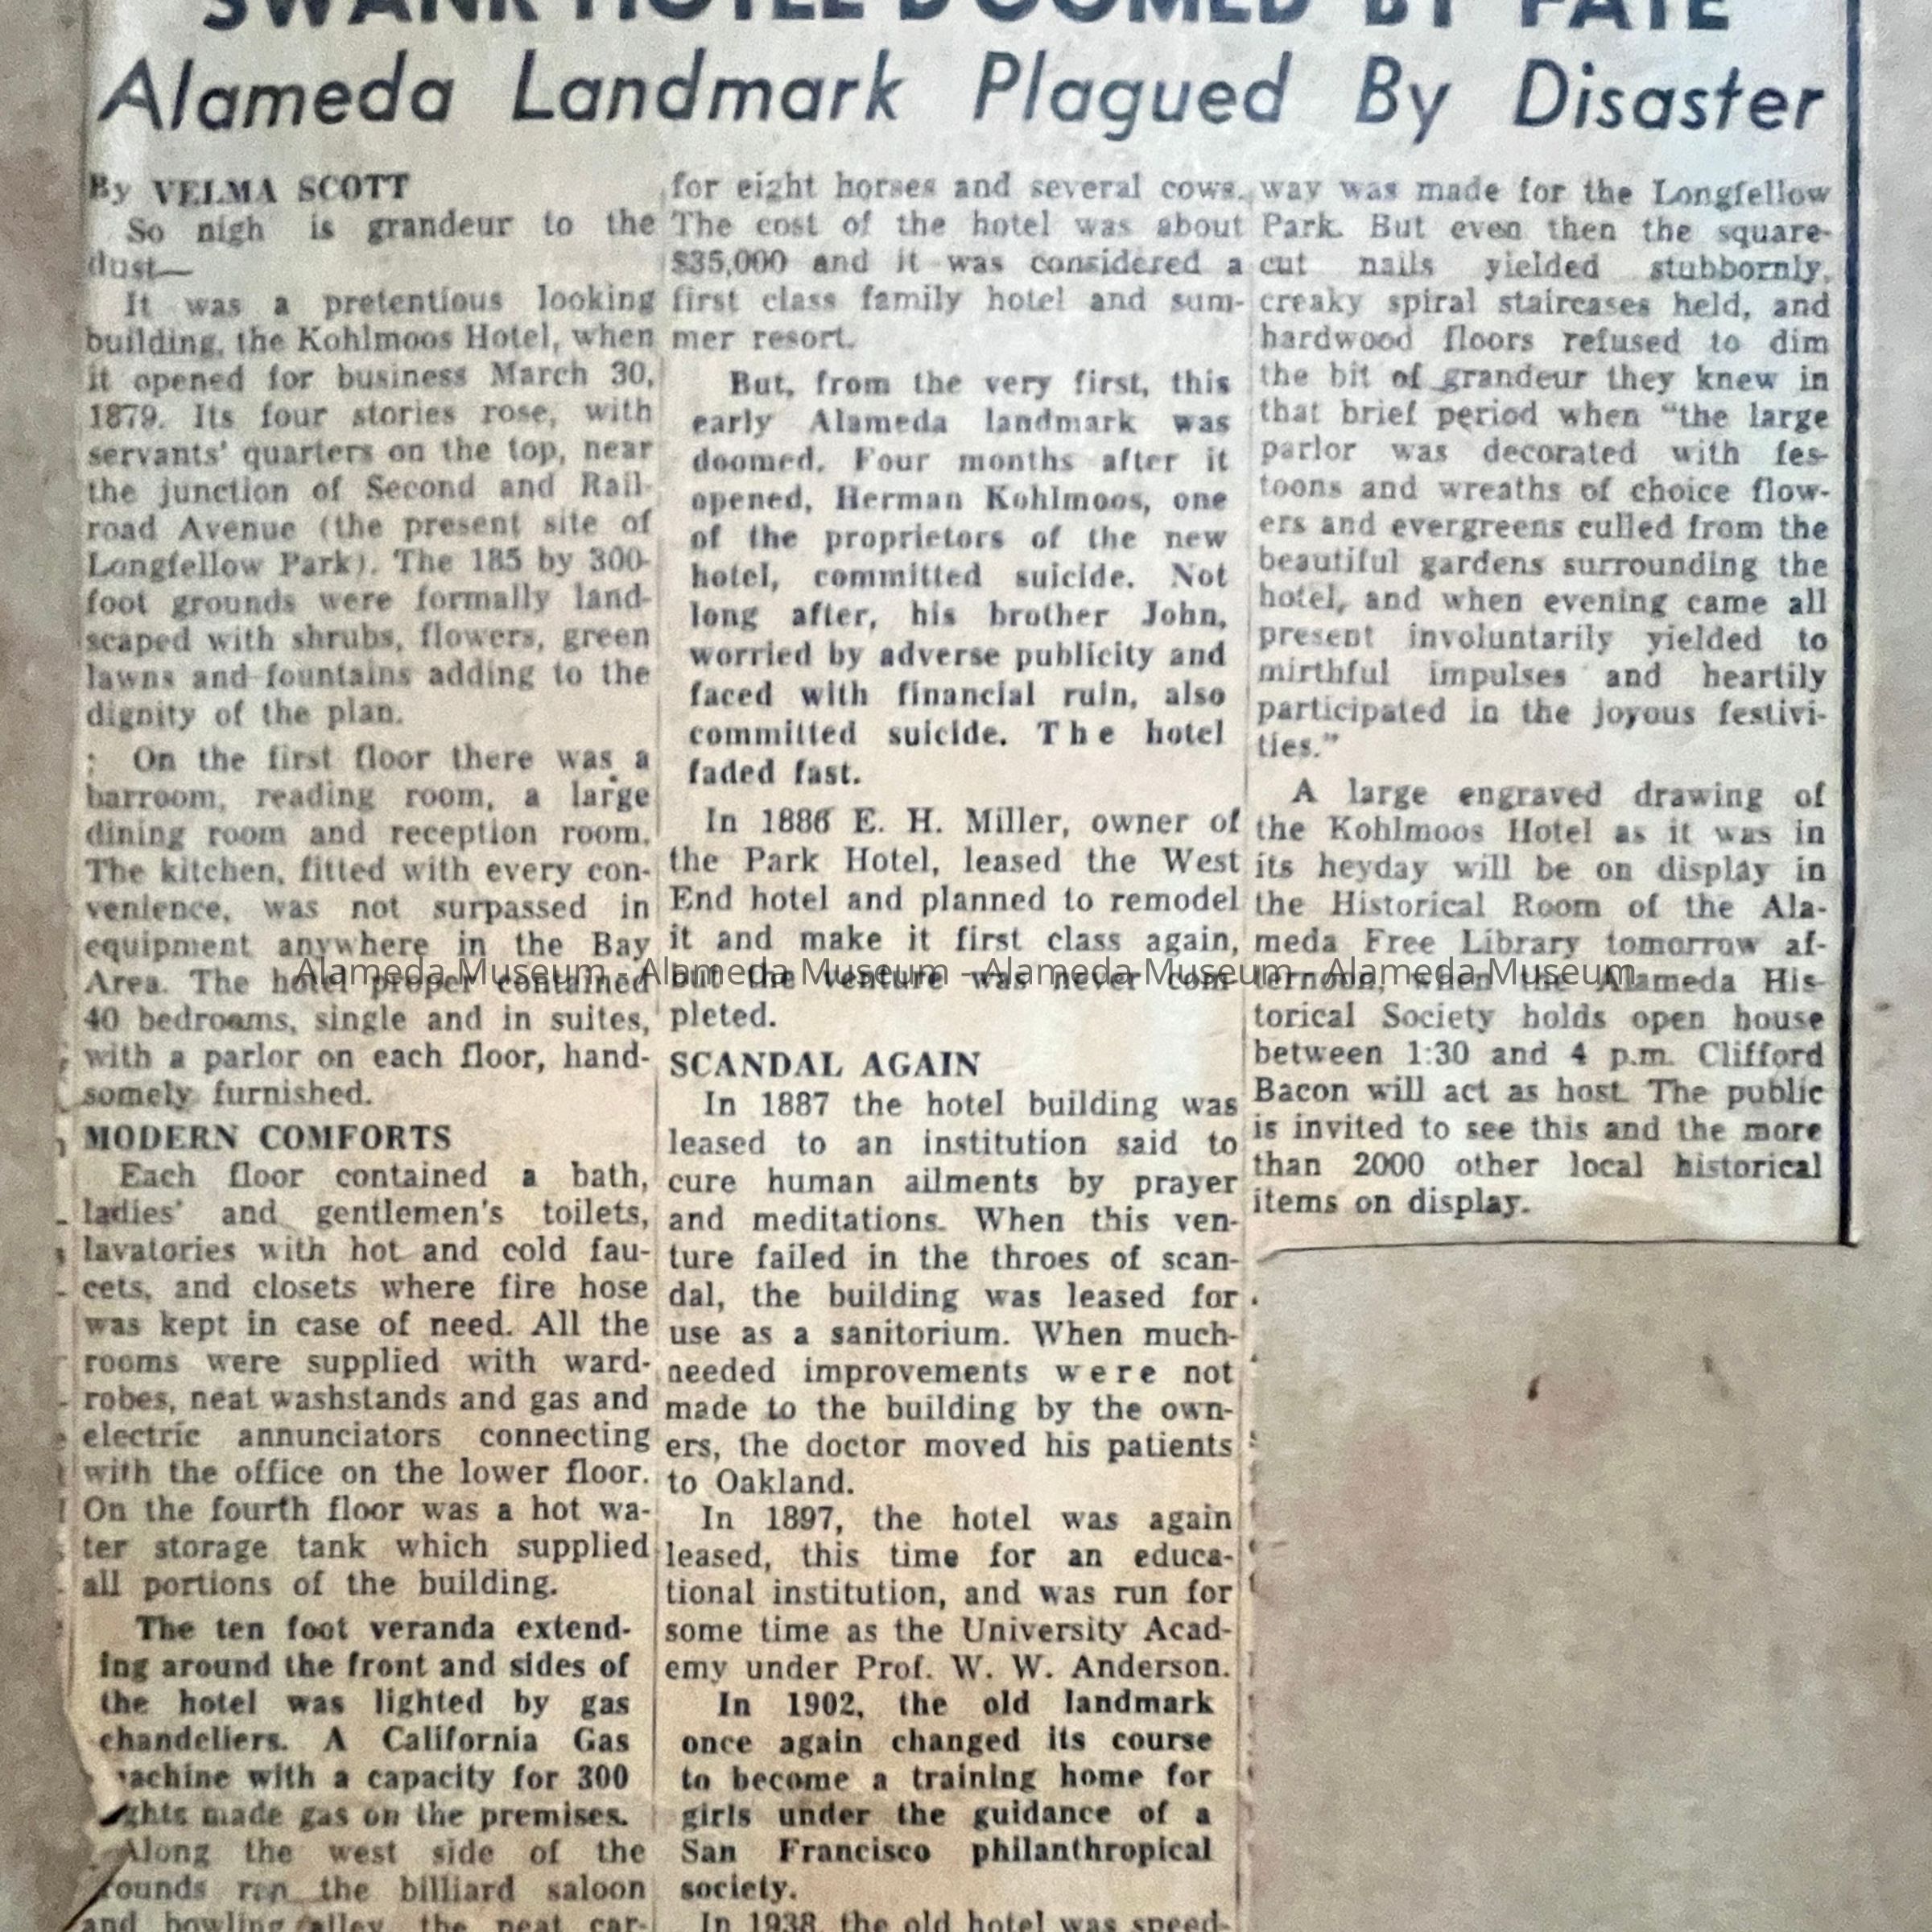 SWANK HOTEL DOOMED BY FATE
Alameda Landmark Plagued By Disaster
By VELMA SCOTT
So nigh is grandeur to the
dust—
It was a pretentious looking
building, the Kohlmoos Hotel, when
it opened for business March 30,
1879. Its four stories rose, with
servants' quarters on the top, near
the junction of Second and Rail-
road Avenue (the present site of
Longfellow Park). The 185 by 300-
foot grounds were formally land-
scaped with shrubs, flowers, green
lawns and fountains adding to the
dignity of the plan.
On the first floor there was a
barroom, reading room, a large
dining room and reception room.
The kitchen, fitted with every con-
venience, was not surpassed in
equipment anywhere in the Bay
Area. The hotel proper contained
40 bedrooms, single and in suites,
with a parlor on each floor, hand-
somely furnished.
MODERN COMFORTS
Each floor contained a bath,
ladies' and gentlemen's toilets,
lavatories with hot and cold fau-
cets, and closets where fire hose
was kept in case of need. All the
rooms were supplied with ward-
robes, neat washstands and gas and
electric annunciators connecting
with the office on the lower floor.
On the fourth floor was a hot wa-
ter storage tank which supplied
all portions of the building.
The ten foot veranda extend-
ing around the front and sides of
the hotel was lighted by gas
chandeliers. A California Gas
achine with a capacity for 300
ghts made gas on the premises.
Along the west side of the
rounds ran the billiard saloon
and bowling alley, the neat car-
for eight horses and several cows.
The cost of the hotel was about
$35,000 and it was considered a
first class family hotel and sum-
mer resort.
But, from the very first, this
early Alameda landmark was
doomed. Four months after it
opened, Herman Kohlmoos, one
of the proprietors of the new
hotel, committed suicide. Not
long after, his brother John,
worried by adverse publicity and
faced with financial ruin, also
committed suicide. The hotel
faded fast.
In 1886 E. H. Miller, owner of
the Park Hotel, leased the West
End hotel and planned to remodel
it and make it first class again,
but the venture was never com-
pleted.
SCANDAL AGAIN
In 1887 the hotel building was
leased to an institution said to
cure human ailments by prayer
and meditations. When this ven-
ture failed in the throes of scan-
dal, the building was leased for
use as a sanitorium. When much-
needed improvements were not
made to the building by the own-
ers, the doctor moved his patients
to Oakland.
In 1897, the hotel was again
leased, this time for an educa-
tional institution, and was run for
some time as the University Acad-
emy under Prof. W. W. Anderson.
In 1902, the old landmark
once again changed its course
to become a training home for
girls under the guidance of a
San Francisco philanthropical
society.
In 1938, the old hotel was speed-
way was made for the Longfellow
Park. But even then the square-
cut nails yielded stubbornly,
creaky spiral staircases held, and
hardwood floors refused to dim
the bit of grandeur they knew in
that brief period when "the large
parlor was decorated with fes-
toons and wreaths of choice flow-
ers and evergreens culled from the
beautiful gardens surrounding the
hotel, and when evening came all
present involuntarily yielded to
mirthful impulses and heartily
participated in the joyous festivi-
ties."
A large engraved drawing of
the Kohlmoos Hotel as it was in
its heyday will be on display in
the Historical Room of the Ala-
meda Free Library tomorrow af-
ternoon, when the Alameda His-
torical Society holds open house
between 1:30 and 4 p.m. Clifford
Bacon will act as host. The public
is invited to see this and the more
than 2000 other local historical
items on display.
Alameda Museum - Alameda Museum - Alameda Museum - Alameda Museum